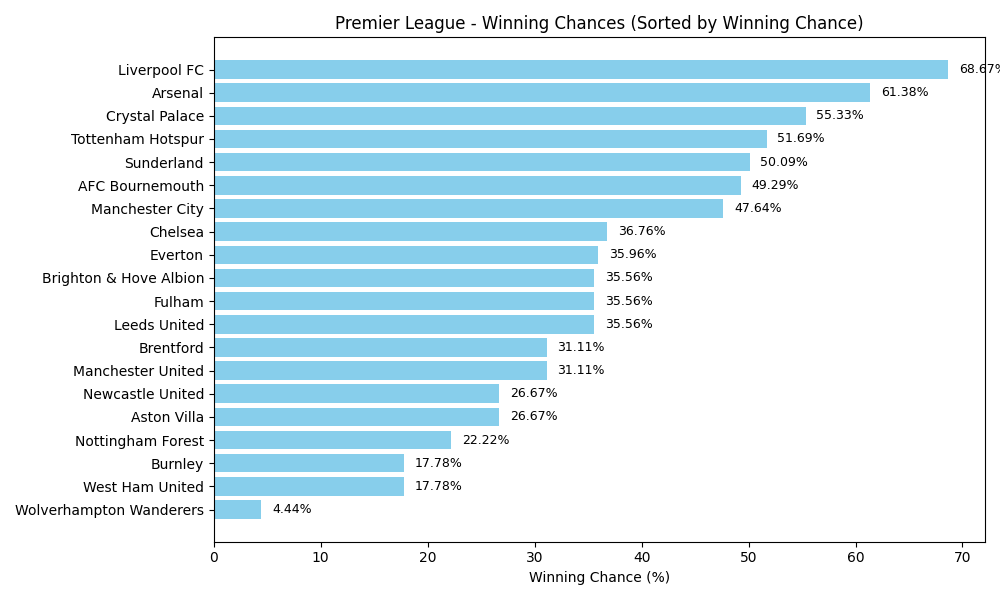 Premier League - Winning Chances (Sorted by Winning Chance)
Liverpool FC 68.67%
Arsenal 61.38%
Crystal Palace 55.33%
Tottenham Hotspur 51.69%
Sunderland 50.09%
AFC Bournemouth 49.29%
Manchester City 47.64%
Chelsea 36.76%
Everton 35.96%
Brighton & Hove Albion 35.56%
Fulham 35.56%
Leeds United 35.56%
Brentford 31.11%
Manchester United 31.11%
Newcastle United 26.67%
Aston Villa 26.67%
Nottingham Forest 22.22%
Burnley 17.78%
West Ham United 17.78%
Wolverhampton Wanderers 4.44%
0 10 20 30 40 50 60 70
Winning Chance (%)